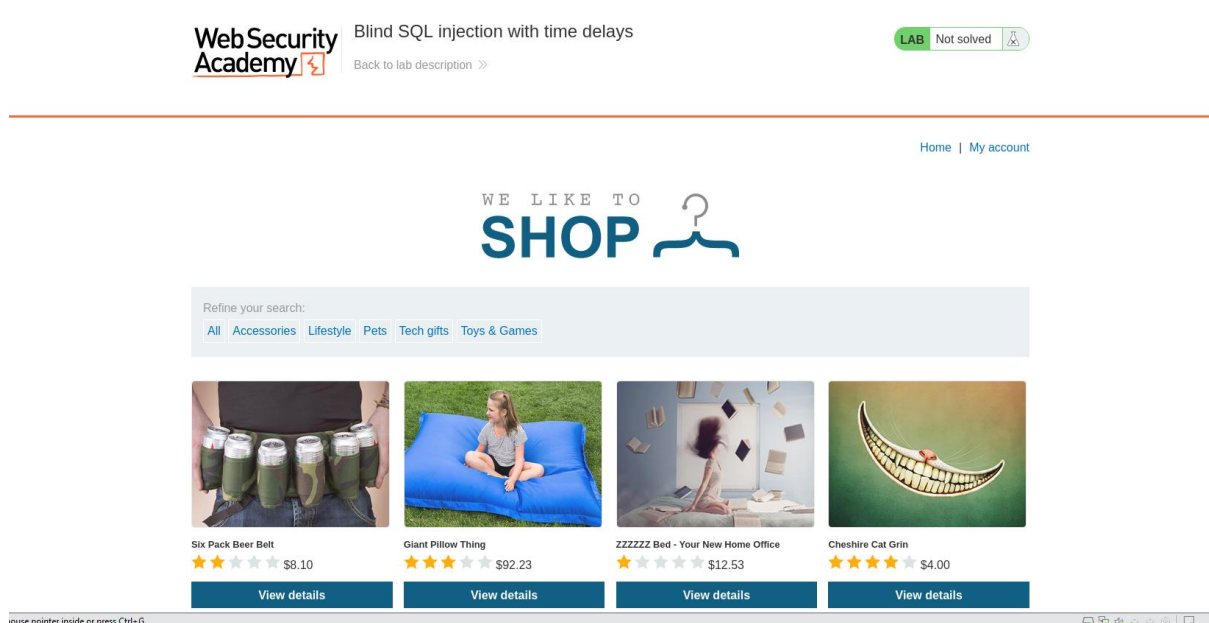 Web Security
Academy
Blind SQL injection with time delays
Back to lab description
LAB Not solved
Home | My account
WE LIKE TO
SHOP
Refine your search:
All Accessories Lifestyle Pets Tech gifts Toys & Games
Six Pack Beer Belt Giant Pillow Thing ZZZZZZ Bed - Your New Home Office Cheshire Cat Grin
$8.10 $92.23 $12.53 $4.00
View details View details View details View details
pointer inside or press Ctrl+G.